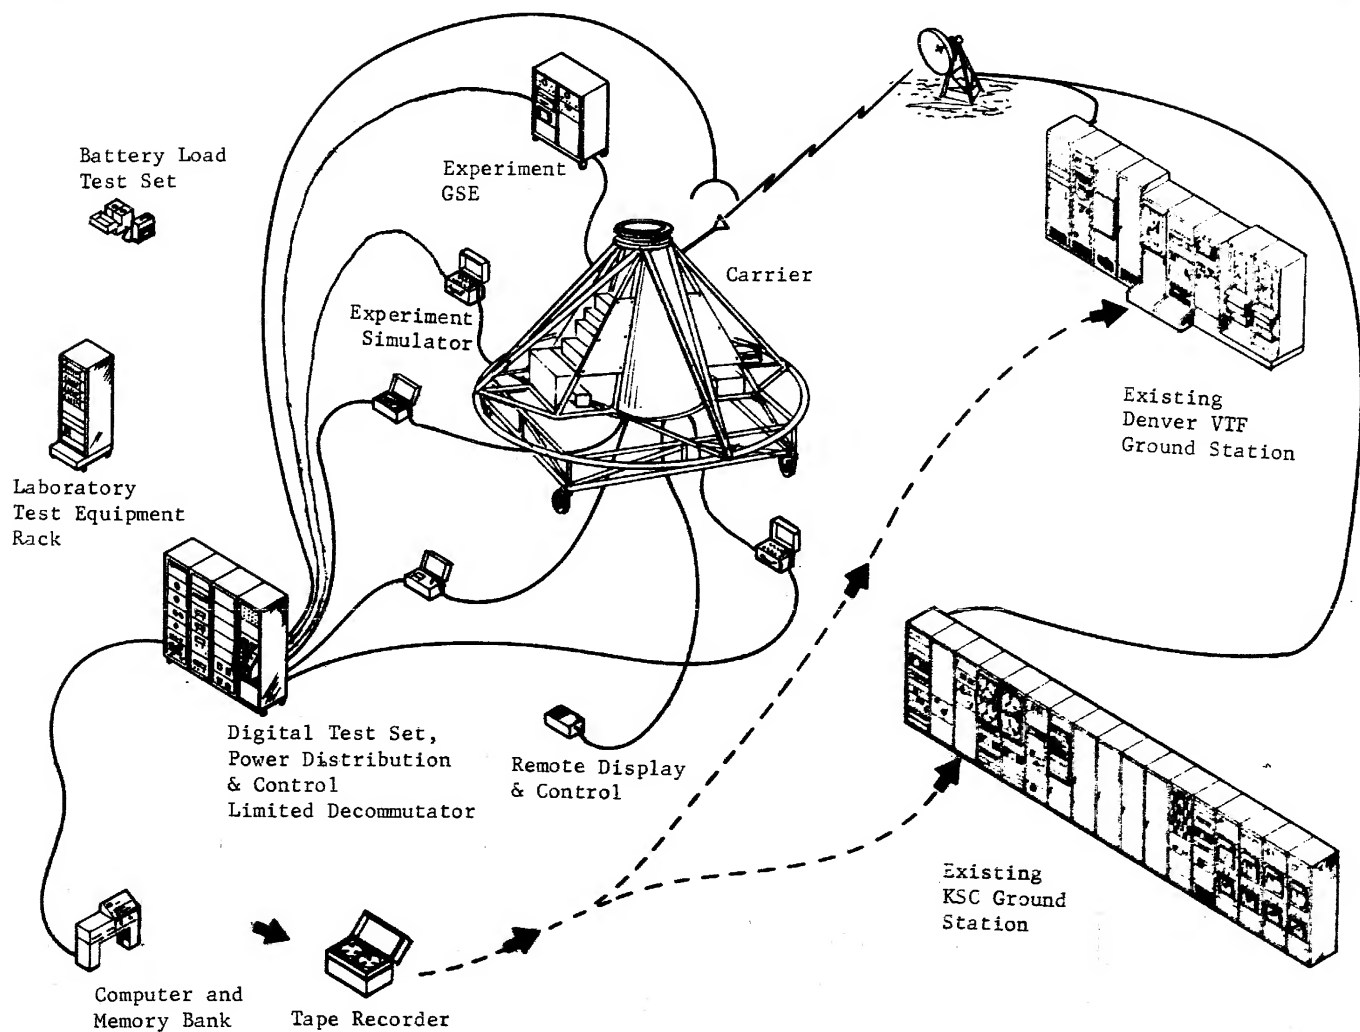 Battery Load
Test Set
Experiment
GSE
Carrier
Experiment
Simulator
Existing
Denver VTF
Ground Station
Laboratory
Test Equipment
Rack
Digital Test Set,
Power Distribution
& Control
Limited Decommutator
Remote Display
& Control
Existing
KSC Ground
Station
Computer and
Memory Bank
Tape Recorder